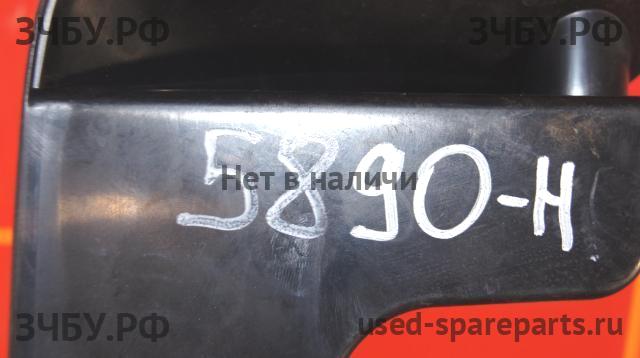 ЗЧБУ.РФ ЗЧБУ.РФ
5890-Н
Нет в наличи
ЗЧБУ.РФ used-spareparts.ru